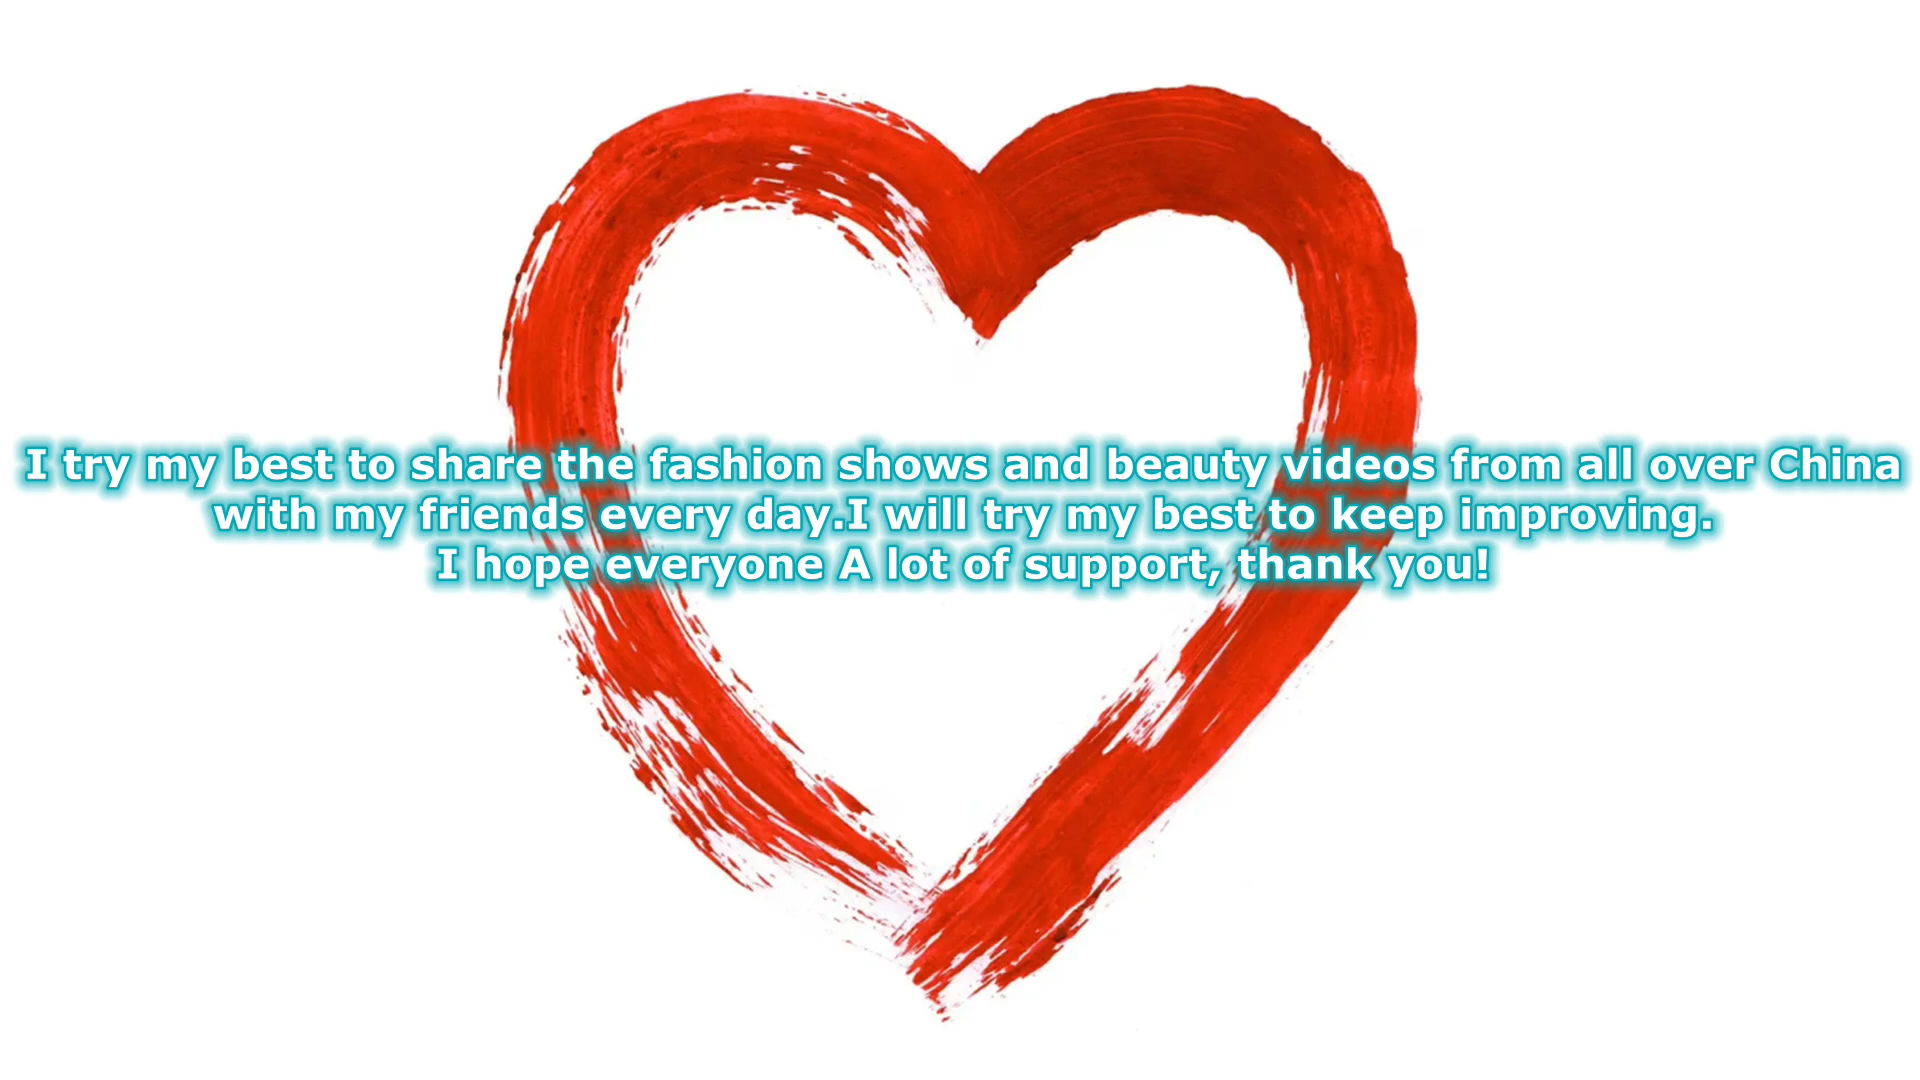 I try my best to share the fashion shows and beauty videos from all over China
with my friends every day.I will try my best to keep improving.
I hope everyone A lot of support, thank you!